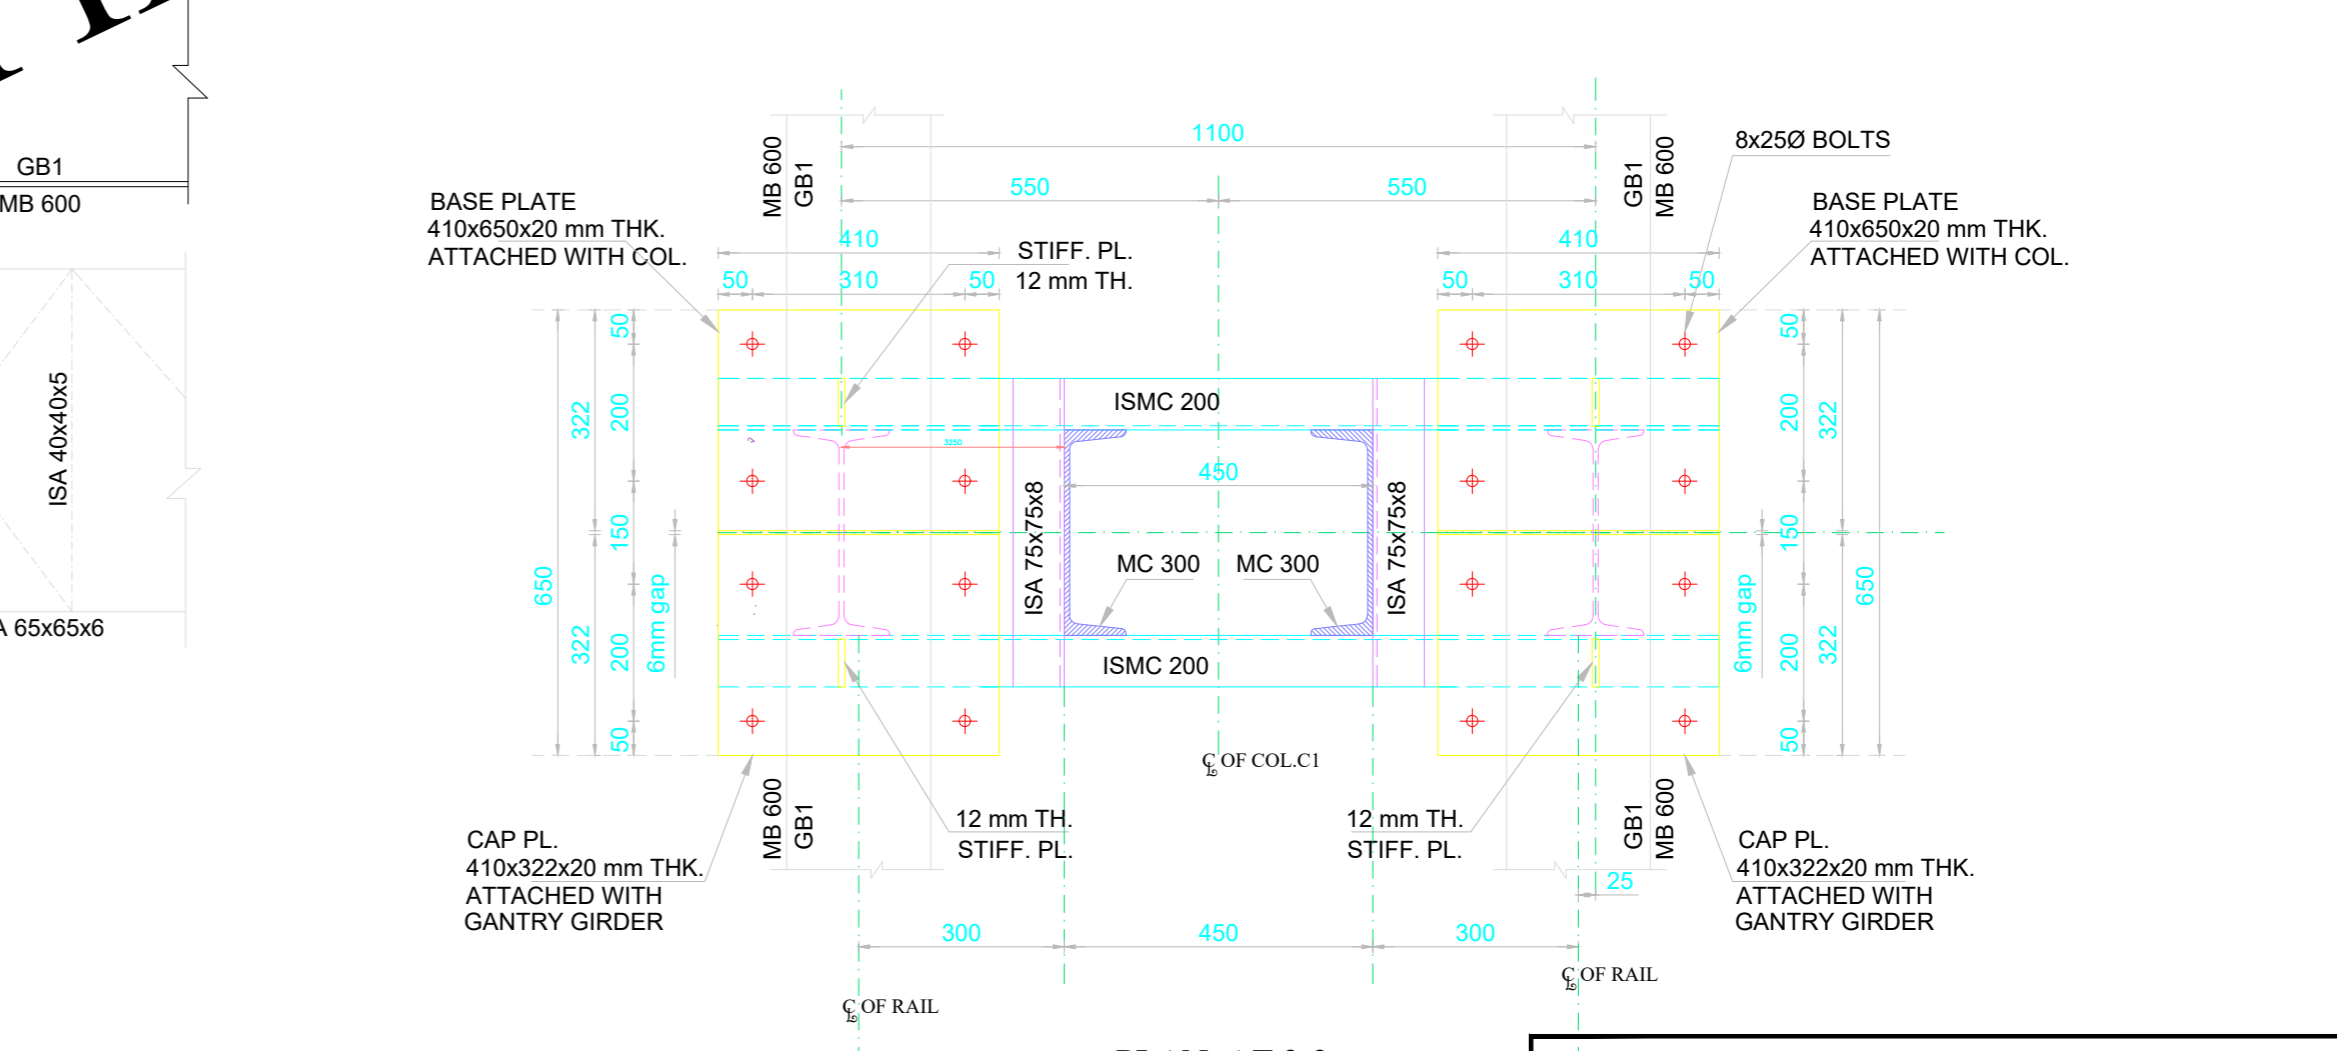 GB1
MB 600
ISA 40x40x5
A 65x65x6
MB 600
GB1
1100
GB1
MB 600
8x25Ø BOLTS
550
550
BASE PLATE
410x650x20 mm THK.
ATTACHED WITH COL.
BASE PLATE
410x650x20 mm THK.
ATTACHED WITH COL.
410
410
STIFF. PL.
12 mm TH.
50
310
50
50
310
50
50
200
150
200
50
322
322
650
6mm gap
50
200
150
200
50
322
322
650
6mm gap
ISMC 200
3250
450
ISA 75x75x8
ISA 75x75x8
MC 300
MC 300
ISMC 200
℄ OF COL.C1
MB 600
GB1
GB1
MB 600
12 mm TH.
STIFF. PL.
12 mm TH.
STIFF. PL.
CAP PL.
410x322x20 mm THK.
ATTACHED WITH
GANTRY GIRDER
CAP PL.
410x322x20 mm THK.
ATTACHED WITH
GANTRY GIRDER
25
300
450
300
℄ OF RAIL
℄ OF RAIL